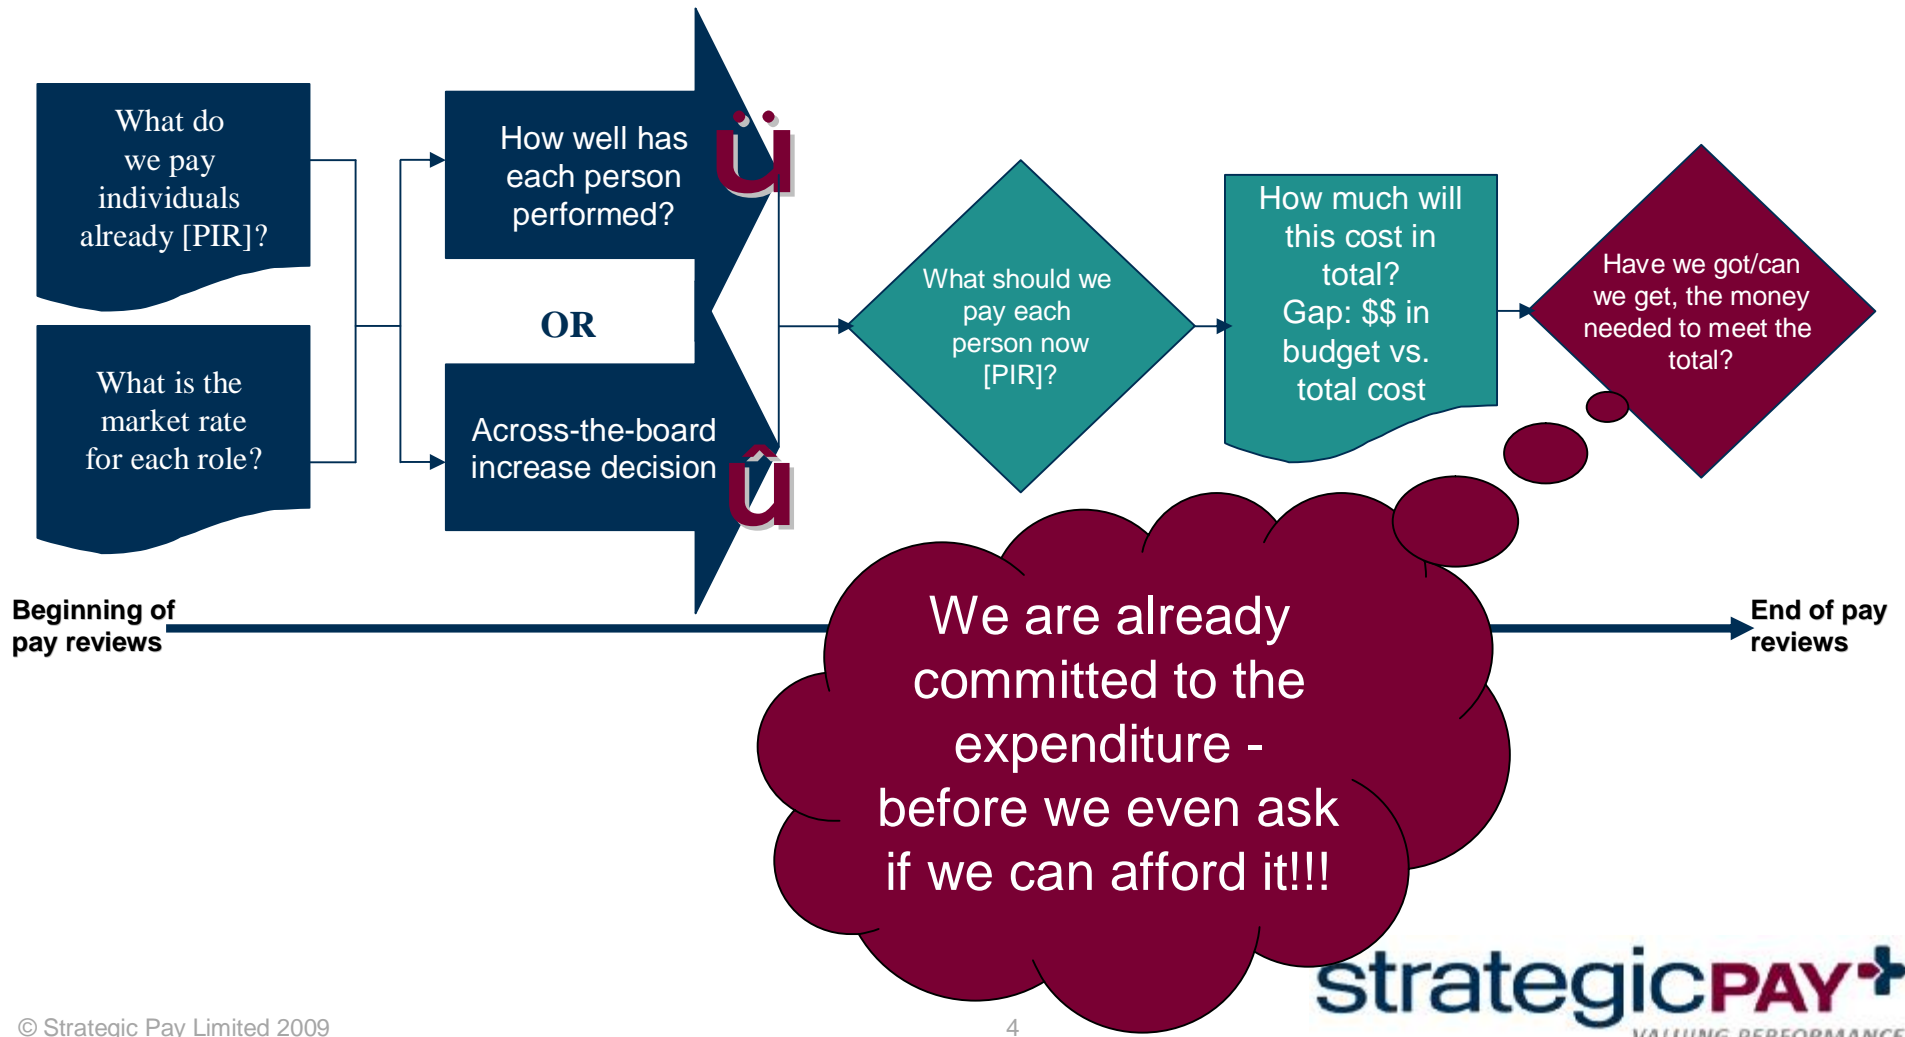 What do
we pay
individuals
already [PIR]?
What is the
market rate
for each role?
How well has
each person
performed?
ü
OR
Across-the-board
increase decision
û
What should we
pay each
person now
[PIR]?
How much will
this cost in
total?
Gap: $$ in
budget vs.
total cost
Have we got/can
we get, the money
needed to meet the
total?
Beginning of
pay reviews
End of pay
reviews
We are already
committed to the
expenditure -
before we even ask
if we can afford it!!!
strategicPAY
VALUING PERFORMANCE
© Strategic Pay Limited 2009
4